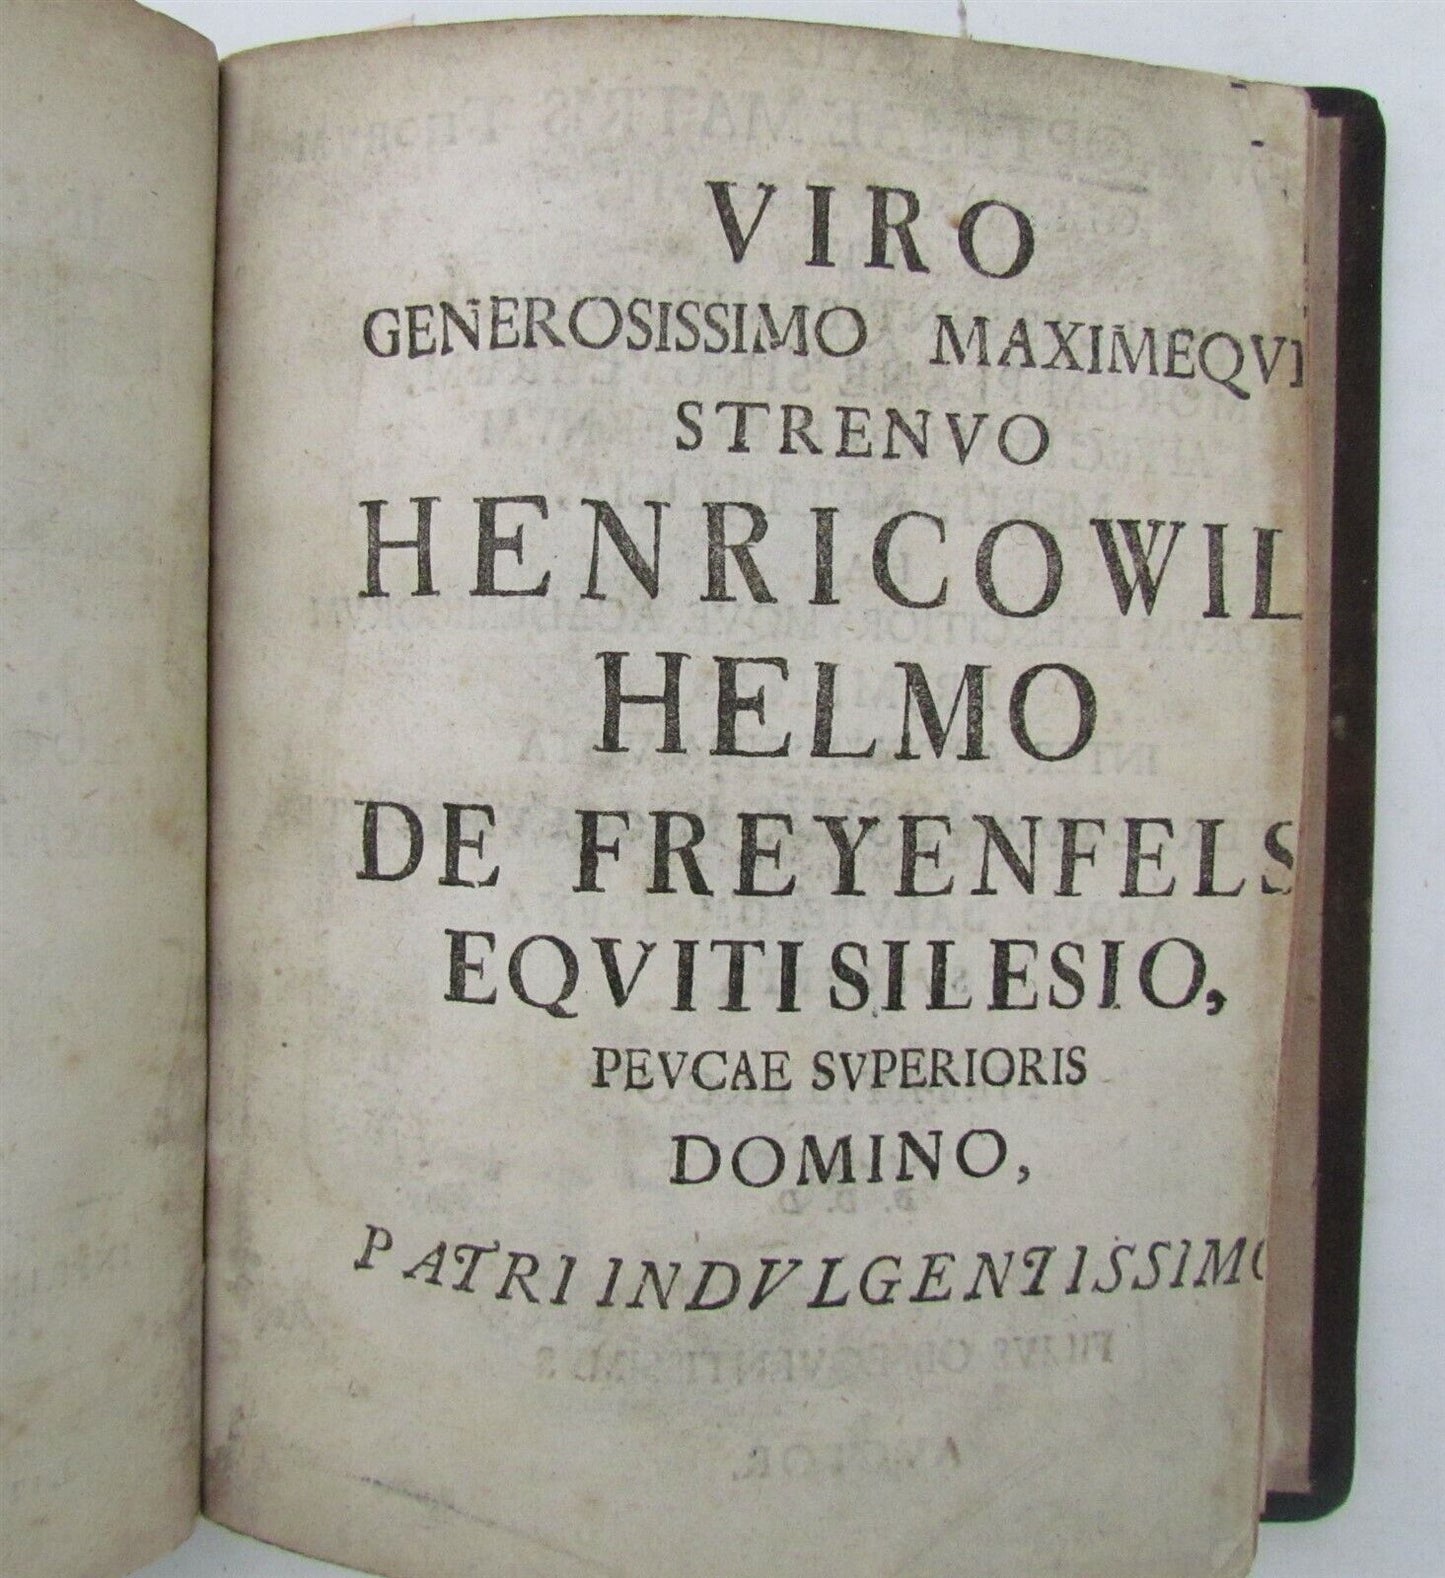 VIRO
GENEROSISSIMO MAXIMEQVE
STRENVO
HENRICO WIL
HELMO
DE FREYENFELS
EQVITI SILESIO,
PEVCAE SVPERIORIS
DOMINO,
PATRI INDVLGENTISSIMO